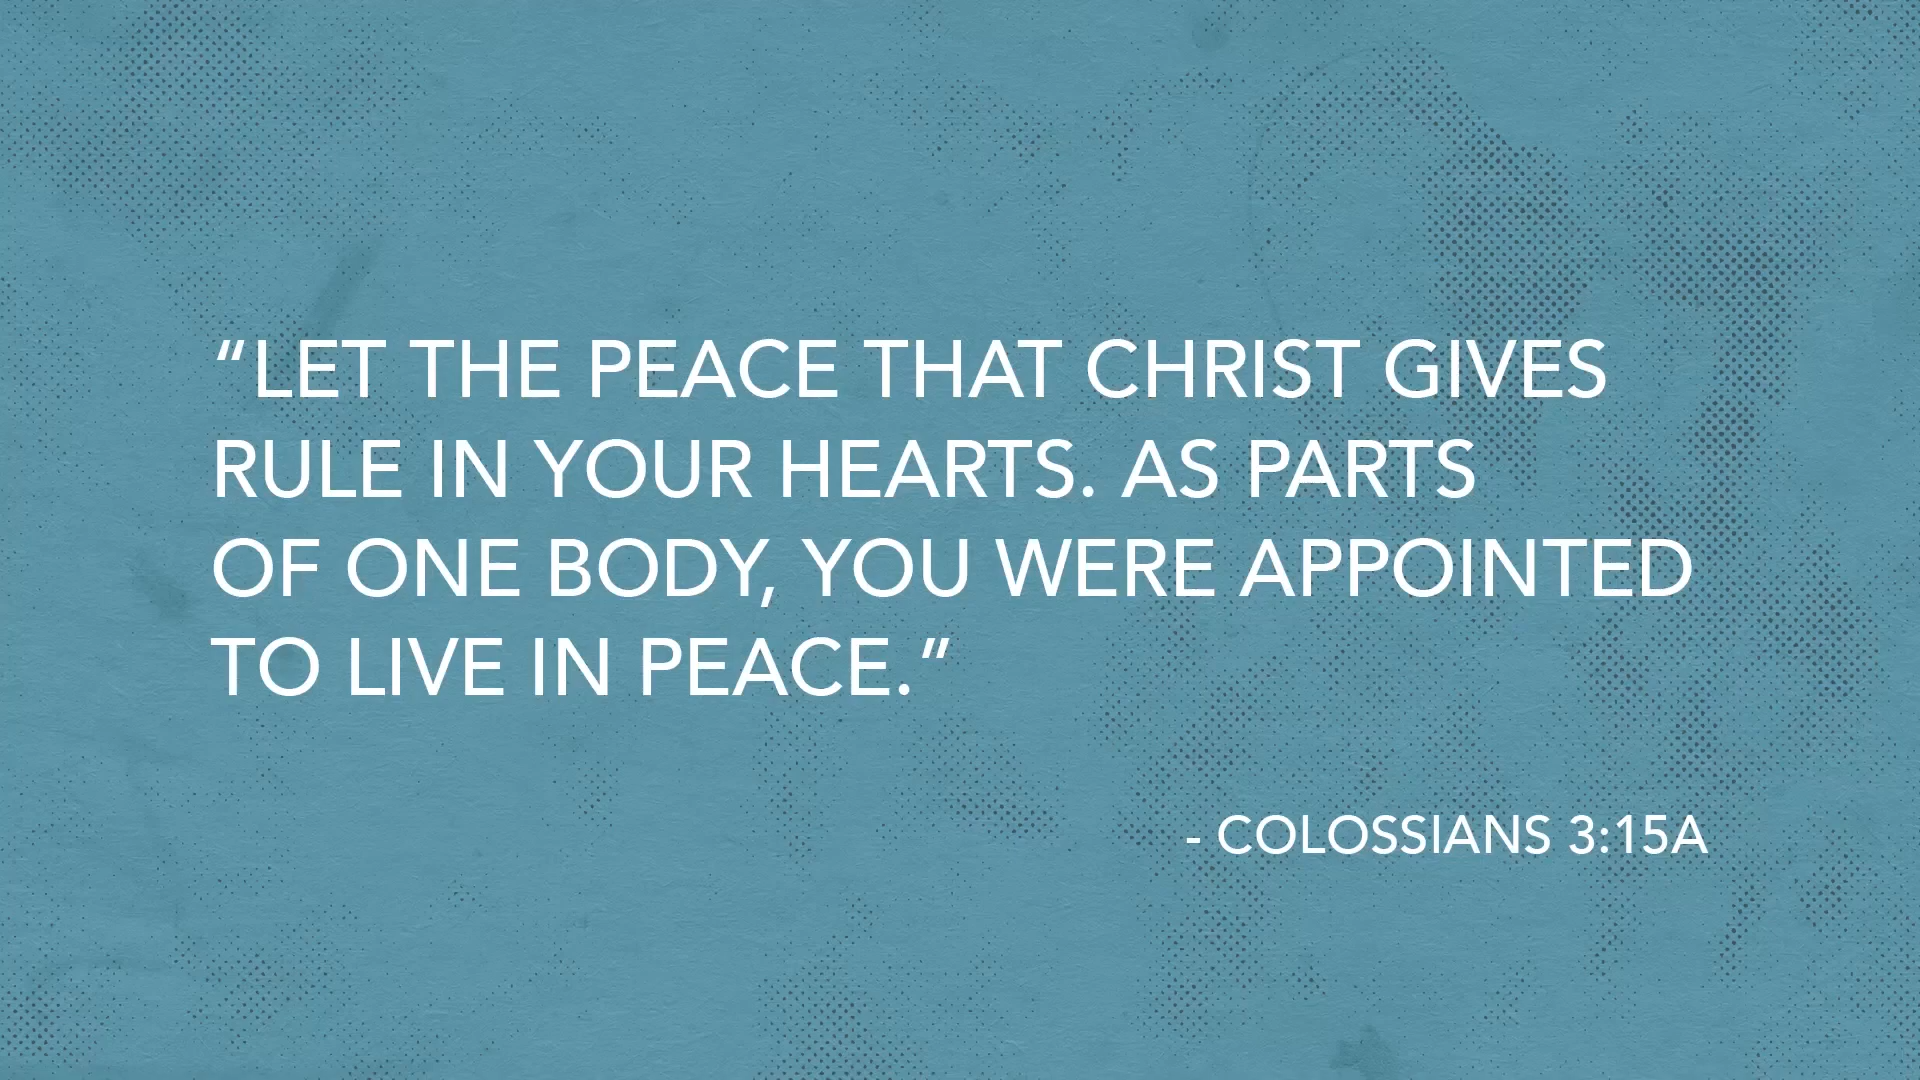 “LET THE PEACE THAT CHRIST GIVES
RULE IN YOUR HEARTS. AS PARTS
OF ONE BODY, YOU WERE APPOINTED
TO LIVE IN PEACE.”
- COLOSSIANS 3:15A